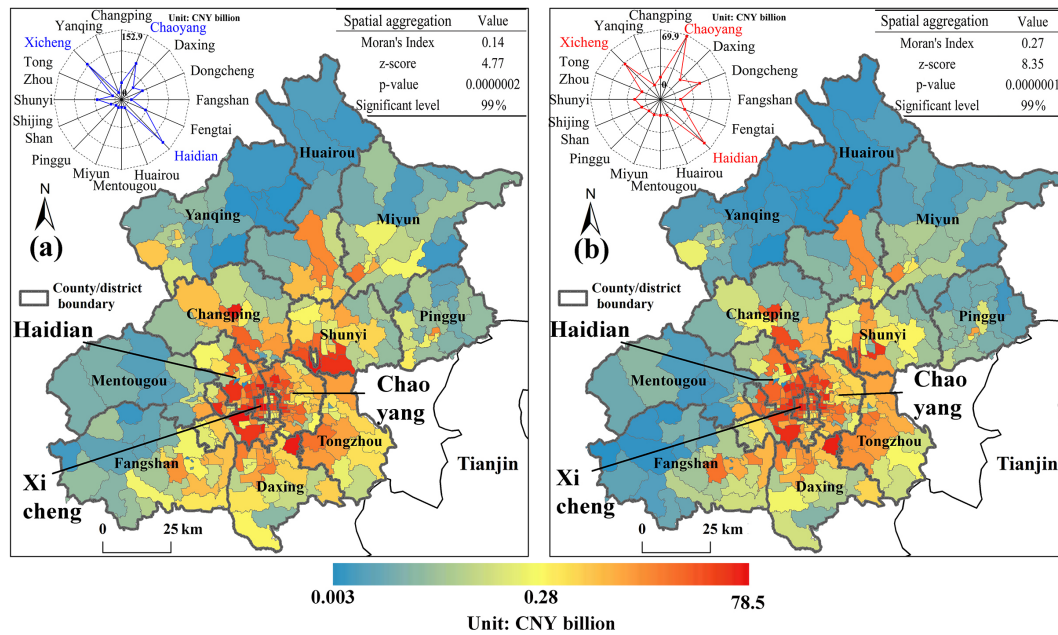 Unit: CNY billion
Changping
Yanqing
152.9
Chaoyang
Xicheng
Daxing
Tong
Zhou
Dongcheng
Shunyi
0
Fangshan
Shijing
Shan
Fengtai
Pinggu
Haidian
Miyun
Huairou
Mentougou
Spatial aggregation Value
Moran's Index 0.14
z-score 4.77
p-value 0.0000002
Significant level 99%
N
(a)
County/district
boundary
Huairou
Yanqing
Miyun
Changping
Shunyi
Pinggu
Haidian
Mentougou
Chao
yang
Tongzhou
Fangshan
Daxing
Xi
cheng
Tianjin
0 25 km
Unit: CNY billion
Changping
Yanqing
69.9
Chaoyang
Xicheng
Daxing
Tong
Zhou
Dongcheng
Shunyi
0
Fangshan
Shijing
Shan
Fengtai
Pinggu
Haidian
Miyun
Huairou
Mentougou
Spatial aggregation Value
Moran's Index 0.27
z-score 8.35
p-value 0.0000001
Significant level 99%
N
(b)
County/district
boundary
Huairou
Yanqing
Miyun
Changping
Shunyi
Pinggu
Haidian
Mentougou
Chao
yang
Tongzhou
Fangshan
Daxing
Xi
cheng
Tianjin
0 25 km
0.003 0.28 78.5
Unit: CNY billion